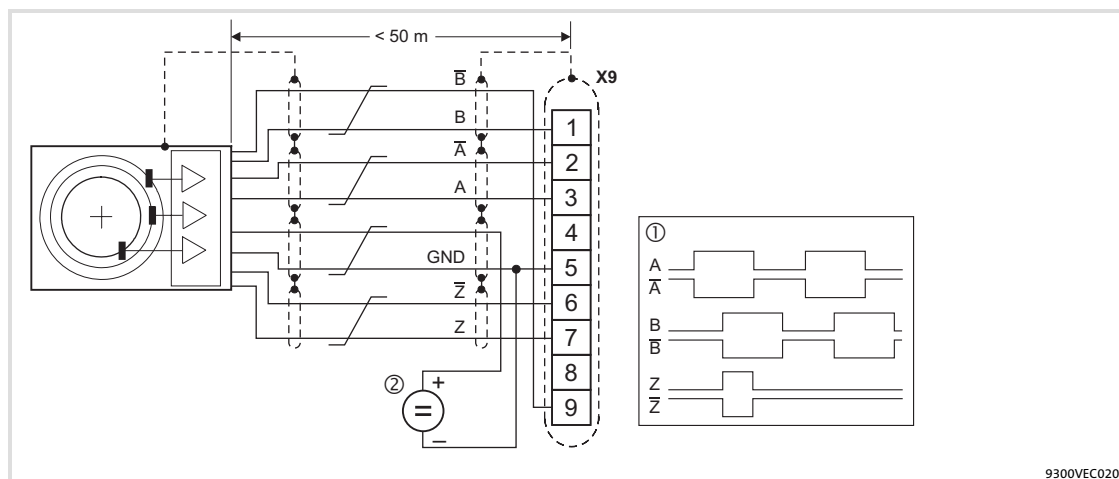 < 50 m
X9
B̅
B
A̅
A
GND
Z̅
Z
1
2
3
4
5
6
7
8
9
②
+
=
–
①
A
A̅
B
B̅
Z
Z̅
9300VEC020